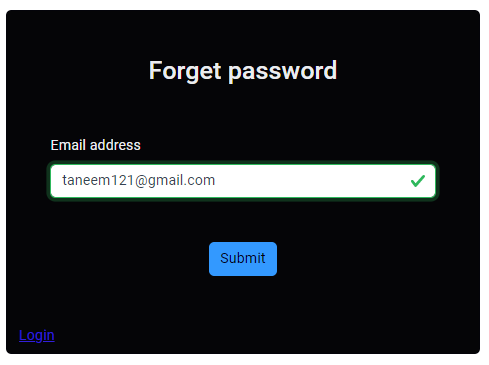 Forget password
Email address
taneem121@gmail.com
Submit
Login